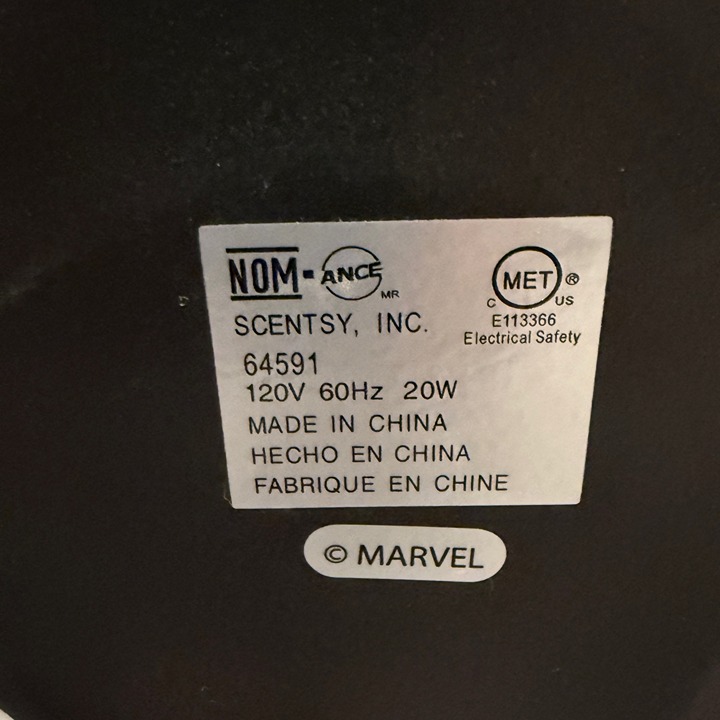 NOM-ANCE MR
SCENTSY, INC.
64591
120V 60Hz 20W
MADE IN CHINA
HECHO EN CHINA
FABRIQUE EN CHINE
MET ®
C US
E113366
Electrical Safety
© MARVEL